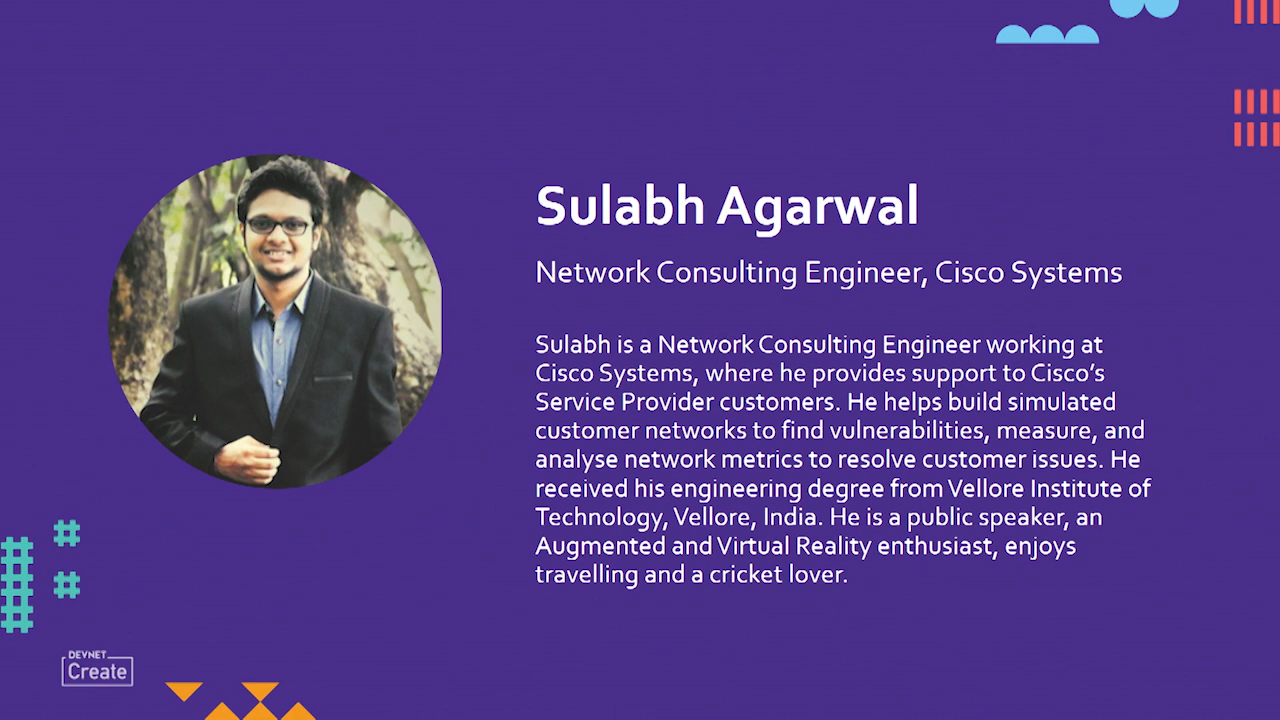 Sulabh Agarwal
Network Consulting Engineer, Cisco Systems
Sulabh is a Network Consulting Engineer working at
Cisco Systems, where he provides support to Cisco’s
Service Provider customers. He helps build simulated
customer networks to find vulnerabilities, measure, and
analyse network metrics to resolve customer issues. He
received his engineering degree from Vellore Institute of
Technology, Vellore, India. He is a public speaker, an
Augmented and Virtual Reality enthusiast, enjoys
travelling and a cricket lover.
DEVNET
Create